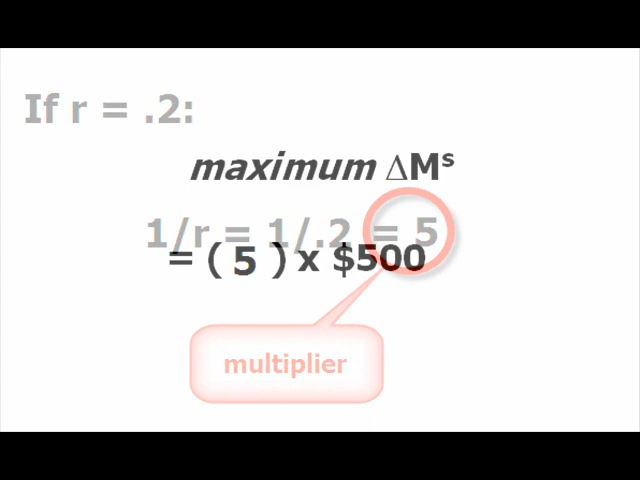 If r = .2:
maximum ΔMˢ
1/r = 1/.2 = 5
= ( 5 ) x $500
multiplier